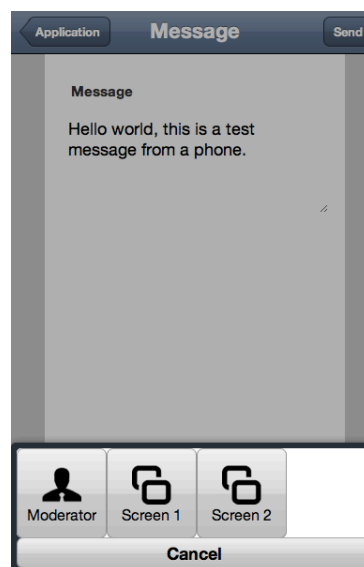 Application Message Send
Message
Hello world, this is a test
message from a phone.
Moderator Screen 1 Screen 2
Cancel